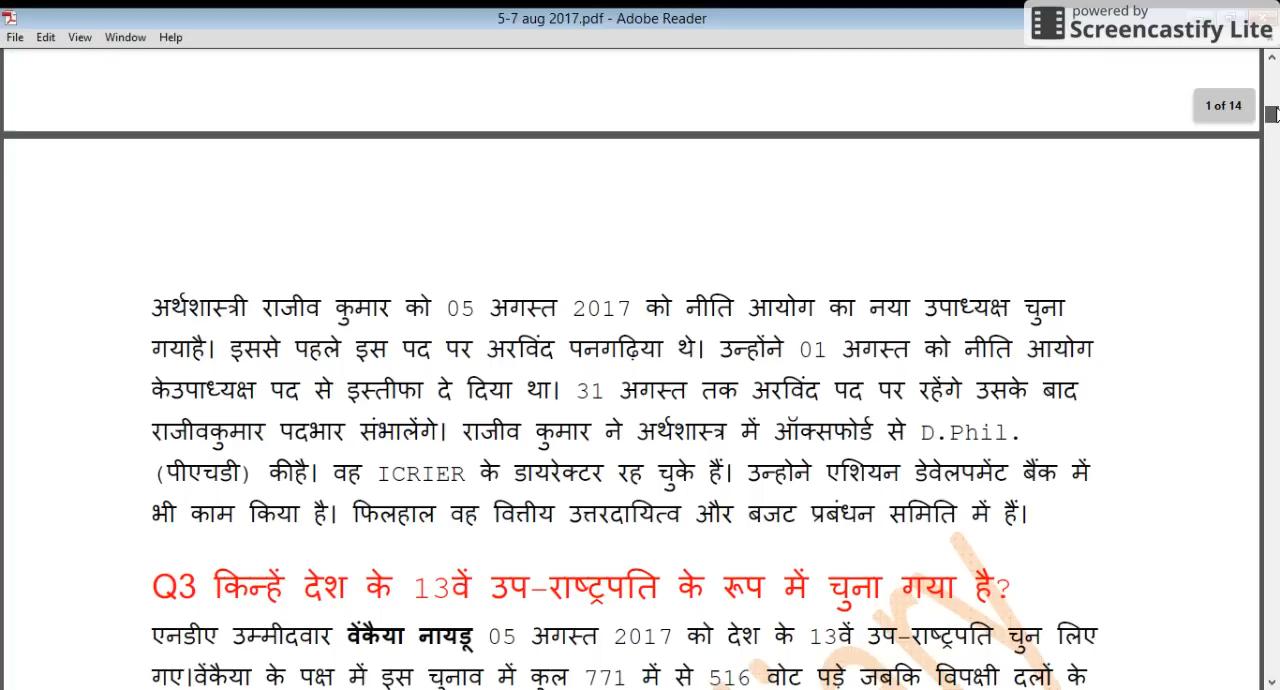 5-7 aug 2017.pdf - Adobe Reader
powered by
Screencastify Lite
File Edit View Window Help
1 of 14
अर्थशास्त्री राजीव कुमार को 05 अगस्त 2017 को नीति आयोग का नया उपाध्यक्ष चुना
गयाहै। इससे पहले इस पद पर अरविंद पनगढ़िया थे। उन्होंने 01 अगस्त को नीति आयोग
केउपाध्यक्ष पद से इस्तीफा दे दिया था। 31 अगस्त तक अरविंद पद पर रहेंगे उसके बाद
राजीवकुमार पदभार संभालेंगे। राजीव कुमार ने अर्थशास्त्र में ऑक्सफोर्ड से D.Phil.
(पीएचडी) कीहै। वह ICRIER के डायरेक्टर रह चुके हैं। उन्होने एशियन डेवेलपमेंट बैंक में
भी काम किया है। फिलहाल वह वित्तीय उत्तरदायित्व और बजट प्रबंधन समिति में हैं।
Q3 किन्हें देश के 13वें उप-राष्ट्रपति के रूप में चुना गया है?
एनडीए उम्मीदवार वेंकैया नायडू 05 अगस्त 2017 को देश के 13वें उप-राष्ट्रपति चुन लिए
गए।वेंकैया के पक्ष में इस चुनाव में कुल 771 में से 516 वोट पड़े जबकि विपक्षी दलों के